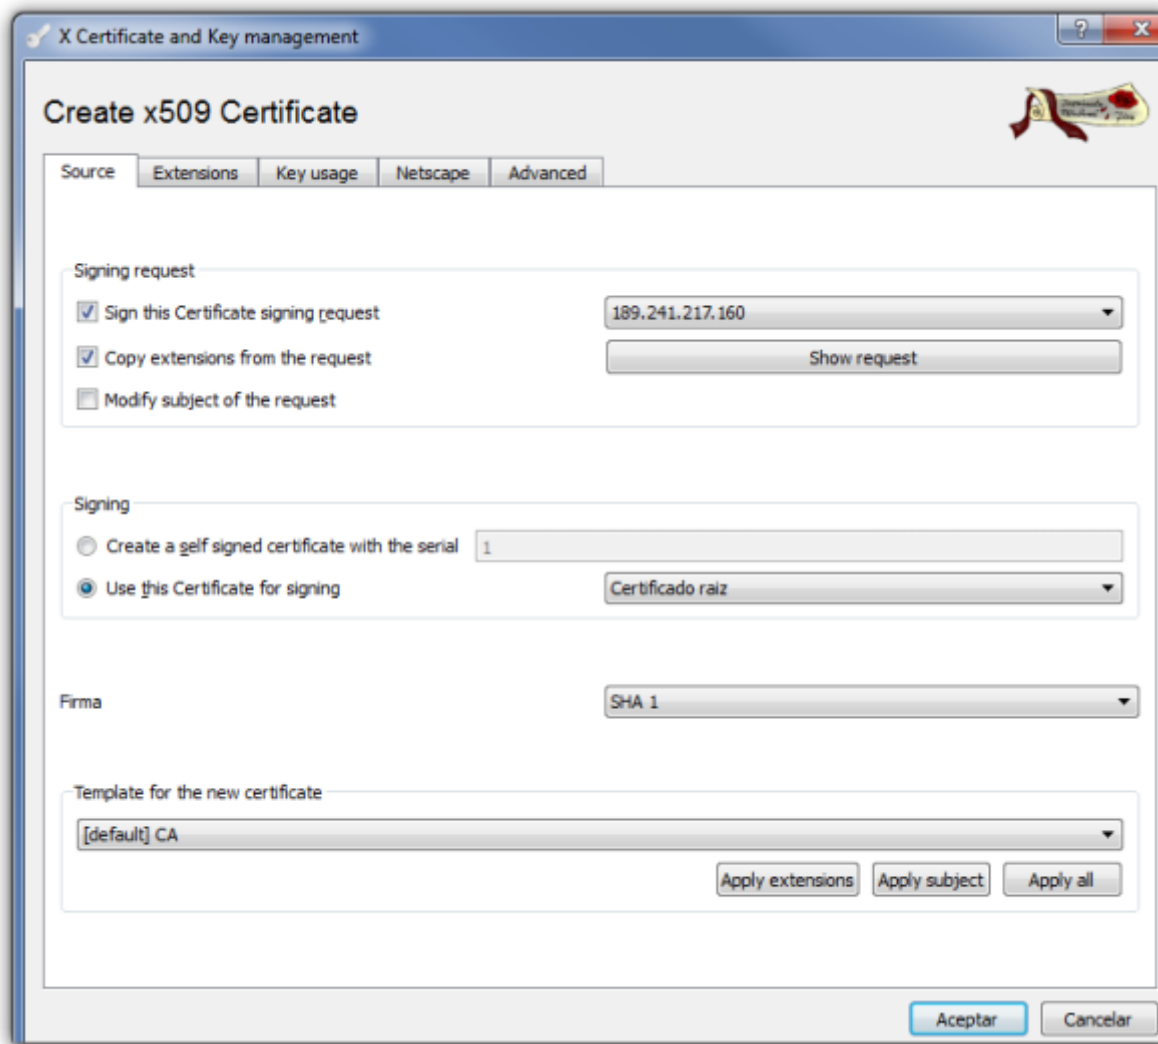 X Certificate and Key management
Create x509 Certificate
Source Extensions Key usage Netscape Advanced
Signing request
Sign this Certificate signing request 189.241.217.160
Copy extensions from the request Show request
Modify subject of the request
Signing
Create a self signed certificate with the serial 1
Use this Certificate for signing Certificado raiz
Firma SHA 1
Template for the new certificate
[default] CA
Apply extensions Apply subject Apply all
Aceptar Cancelar